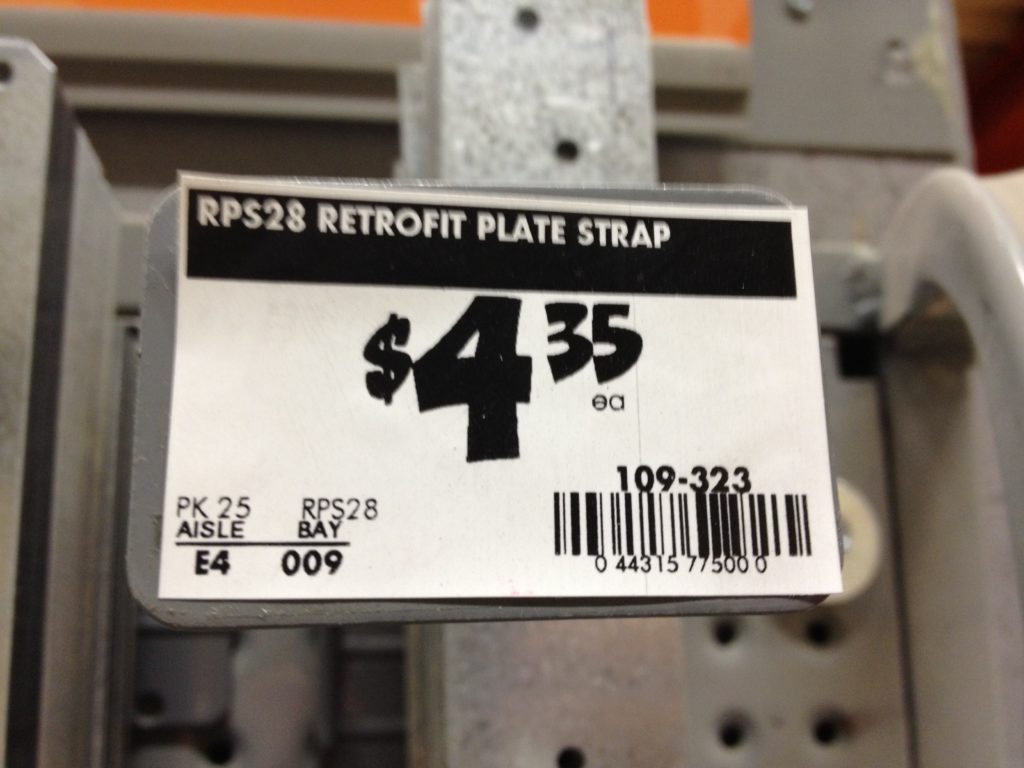 RPS28 RETROFIT PLATE STRAP
$4 35
ea
109-323
PK 25 RPS28
AISLE BAY
E4 009
0 44315 77500 0